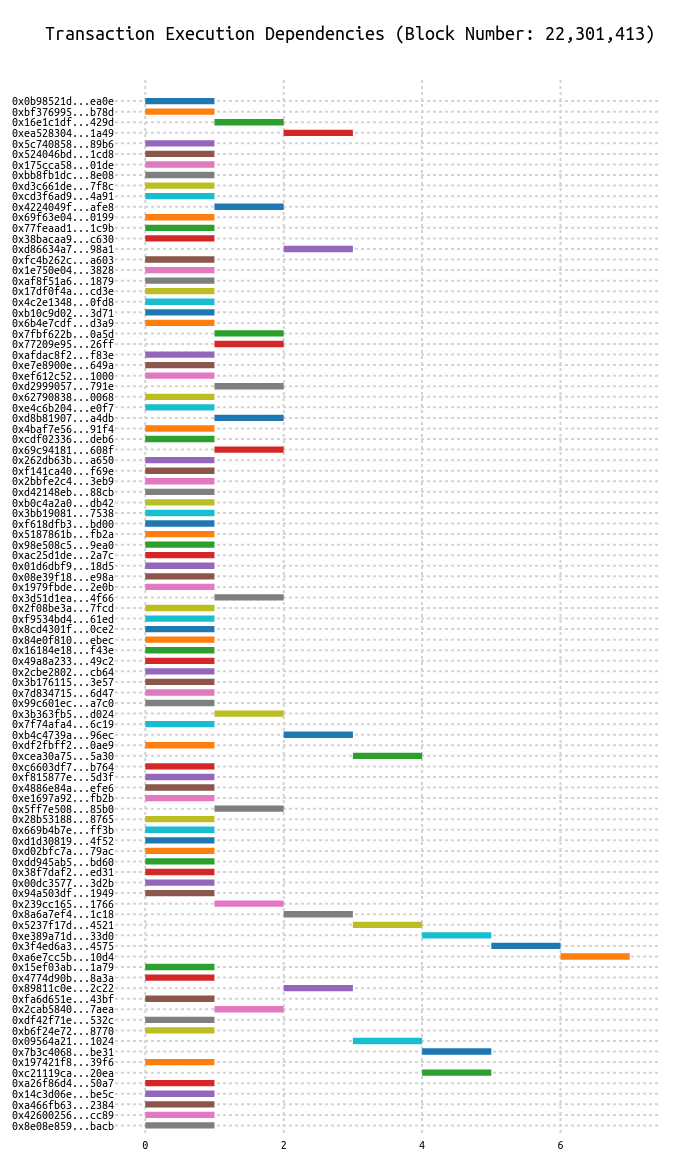 Transaction Execution Dependencies (Block Number: 22,301,413)
0x0b98521d...ea0e
0xbf376995...b78d
0x16e1c1df...429d
0xea528304...1a49
0x5c740858...89b6
0x524046bd...1cd8
0x175cca58...01de
0xbb8fb1dc...8e08
0xd3c661de...7f8c
0xcd3f6ad9...4a91
0x4224049f...afe8
0x69f63e04...0199
0x77feaad1...1c9b
0x38bacaa9...c630
0xd86634a7...98a1
0xfc4b262c...a603
0x1e750e04...3828
0xaf8f51a6...1879
0x17df0f4a...cd3e
0x4c2e1348...0fd8
0xb10c9d02...3d71
0x6b4e7cdf...d3a9
0x7fbf622b...0a5d
0x77209e95...26ff
0xafdac8f2...f83e
0xe7e8900e...649a
0xef612c52...1000
0xd2999057...791e
0x62790838...0068
0xe4c6b204...e0f7
0xd8b81907...a4db
0x4baf7e56...91f4
0xcdf02336...deb6
0x69c94181...608f
0x262db63b...a650
0xf141ca40...f69e
0x2bbfe2c4...3eb9
0xd42148eb...88cb
0xb0c4a2a0...db42
0x3bb19081...7538
0xf618dfb3...bd00
0x5187861b...fb2a
0x98e508c5...9ea0
0xac25d1de...2a7c
0x01d6dbf9...18d5
0x08e39f18...e98a
0x1979fbde...2e0b
0x3d51d1ea...4f66
0x2f08be3a...7fcd
0xf9534bd4...61ed
0x8cd4301f...0ce2
0x84e0f810...ebec
0x16184e18...f43e
0x49a8a233...49c2
0x2cbe2802...cb64
0x3b176115...3e57
0x7d834715...6d47
0x99c601ec...a7c0
0x3b363fb5...d024
0x7f74afa4...6c19
0xb4c4739a...96ec
0xdf2fbff2...0ae9
0xcea30a75...5a30
0xc6603df7...b764
0xf815877e...5d3f
0x4886e84a...efe6
0xe1697a92...fb2b
0x5ff7e508...85b0
0x28b53188...8765
0x669b4b7e...ff3b
0xd1d30819...4f52
0xd02bfc7a...79ac
0xdd945ab5...bd60
0x38f7daf2...ed31
0x00dc3577...3d2b
0x94a503df...1949
0x239cc165...1766
0x8a6a7ef4...1c18
0x5237f17d...4521
0xe389a71d...33d0
0x3f4ed6a3...4575
0xa6e7cc5b...10d4
0x15ef03ab...1a79
0x4774d90b...8a3a
0x89811c0e...2c22
0xfa6d651e...43bf
0x2cab5840...7aea
0xdf42f71e...532c
0xb6f24e72...8770
0x09564a21...1024
0x7b3c4068...be31
0x197421f8...39f6
0xc21119ca...20ea
0xa26f86d4...50a7
0x14c3d06e...be5c
0xa466fb63...2384
0x42600256...cc89
0x8e08e859...bacb
0 2 4 6